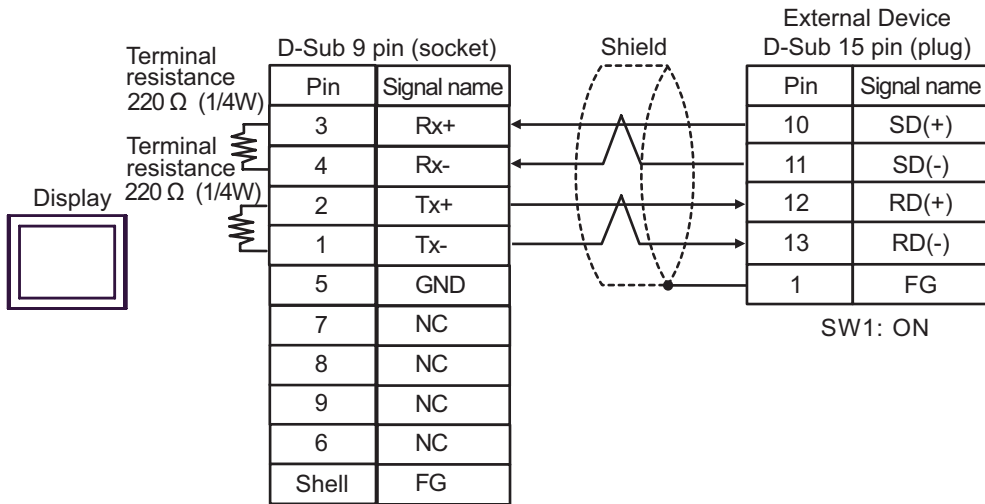 Terminal
resistance
220 Ω (1/4W)
Terminal
resistance
220 Ω (1/4W)
Display
D-Sub 9 pin (socket)
Pin Signal name
3 Rx+
4 Rx-
2 Tx+
1 Tx-
5 GND
7 NC
8 NC
9 NC
6 NC
Shell FG
Shield
External Device
D-Sub 15 pin (plug)
Pin Signal name
10 SD(+)
11 SD(-)
12 RD(+)
13 RD(-)
1 FG
SW1: ON